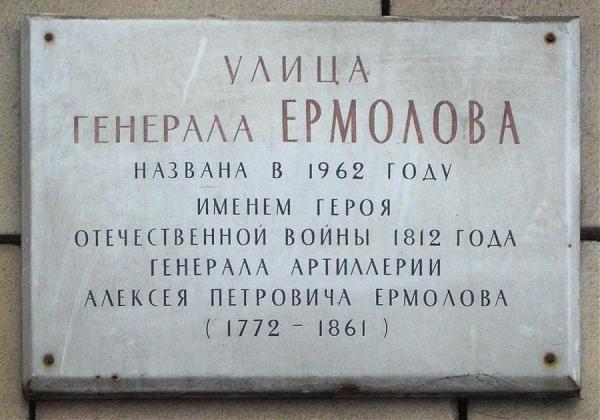 УЛИЦА
ГЕНЕРАЛА ЕРМОЛОВА
НАЗВАНА В 1962 ГОДУ
ИМЕНЕМ ГЕРОЯ
ОТЕЧЕСТВЕННОЙ ВОЙНЫ 1812 ГОДА
ГЕНЕРАЛА АРТИЛЛЕРИИ
АЛЕКСЕЯ ПЕТРОВИЧА ЕРМОЛОВА
( 1772 – 1861 )